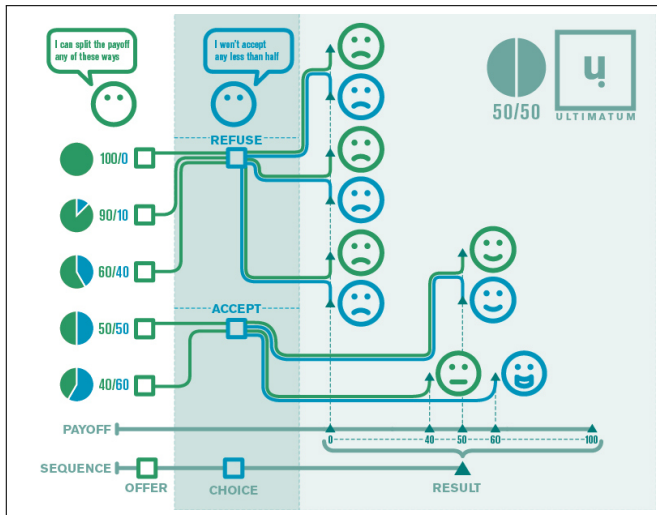 I can split the payoff
any of these ways
I won't accept
any less than half
50/50
ṇ
ULTIMATUM
REFUSE
100/0
90/10
60/40
ACCEPT
50/50
40/60
PAYOFF
0
40
50
60
100
SEQUENCE
OFFER
CHOICE
RESULT